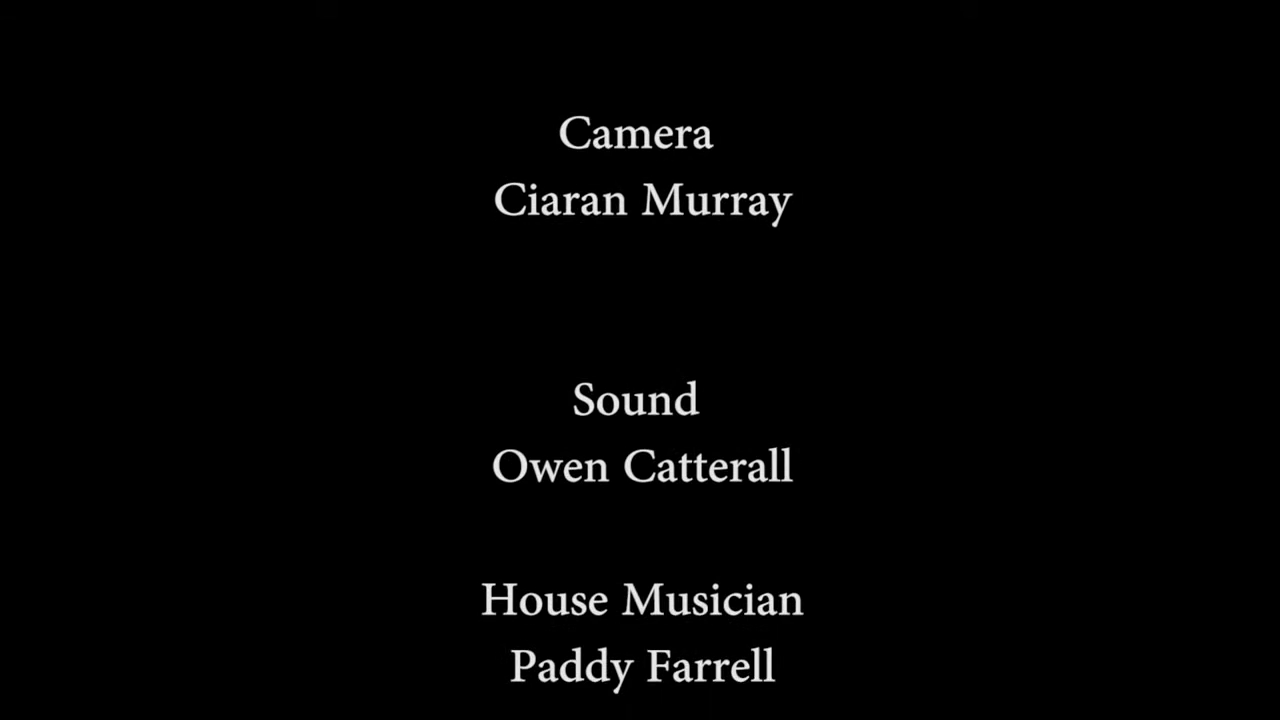 Camera
Ciaran Murray
Sound
Owen Catterall
House Musician
Paddy Farrell